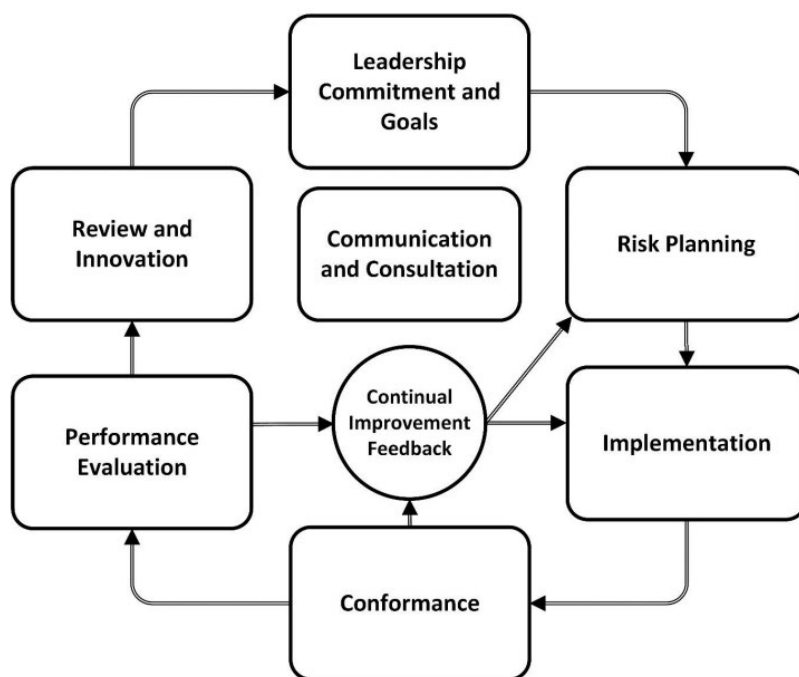 Leadership
Commitment and
Goals
Review and
Innovation
Communication
and Consultation
Risk Planning
Performance
Evaluation
Continual
Improvement
Feedback
Implementation
Conformance